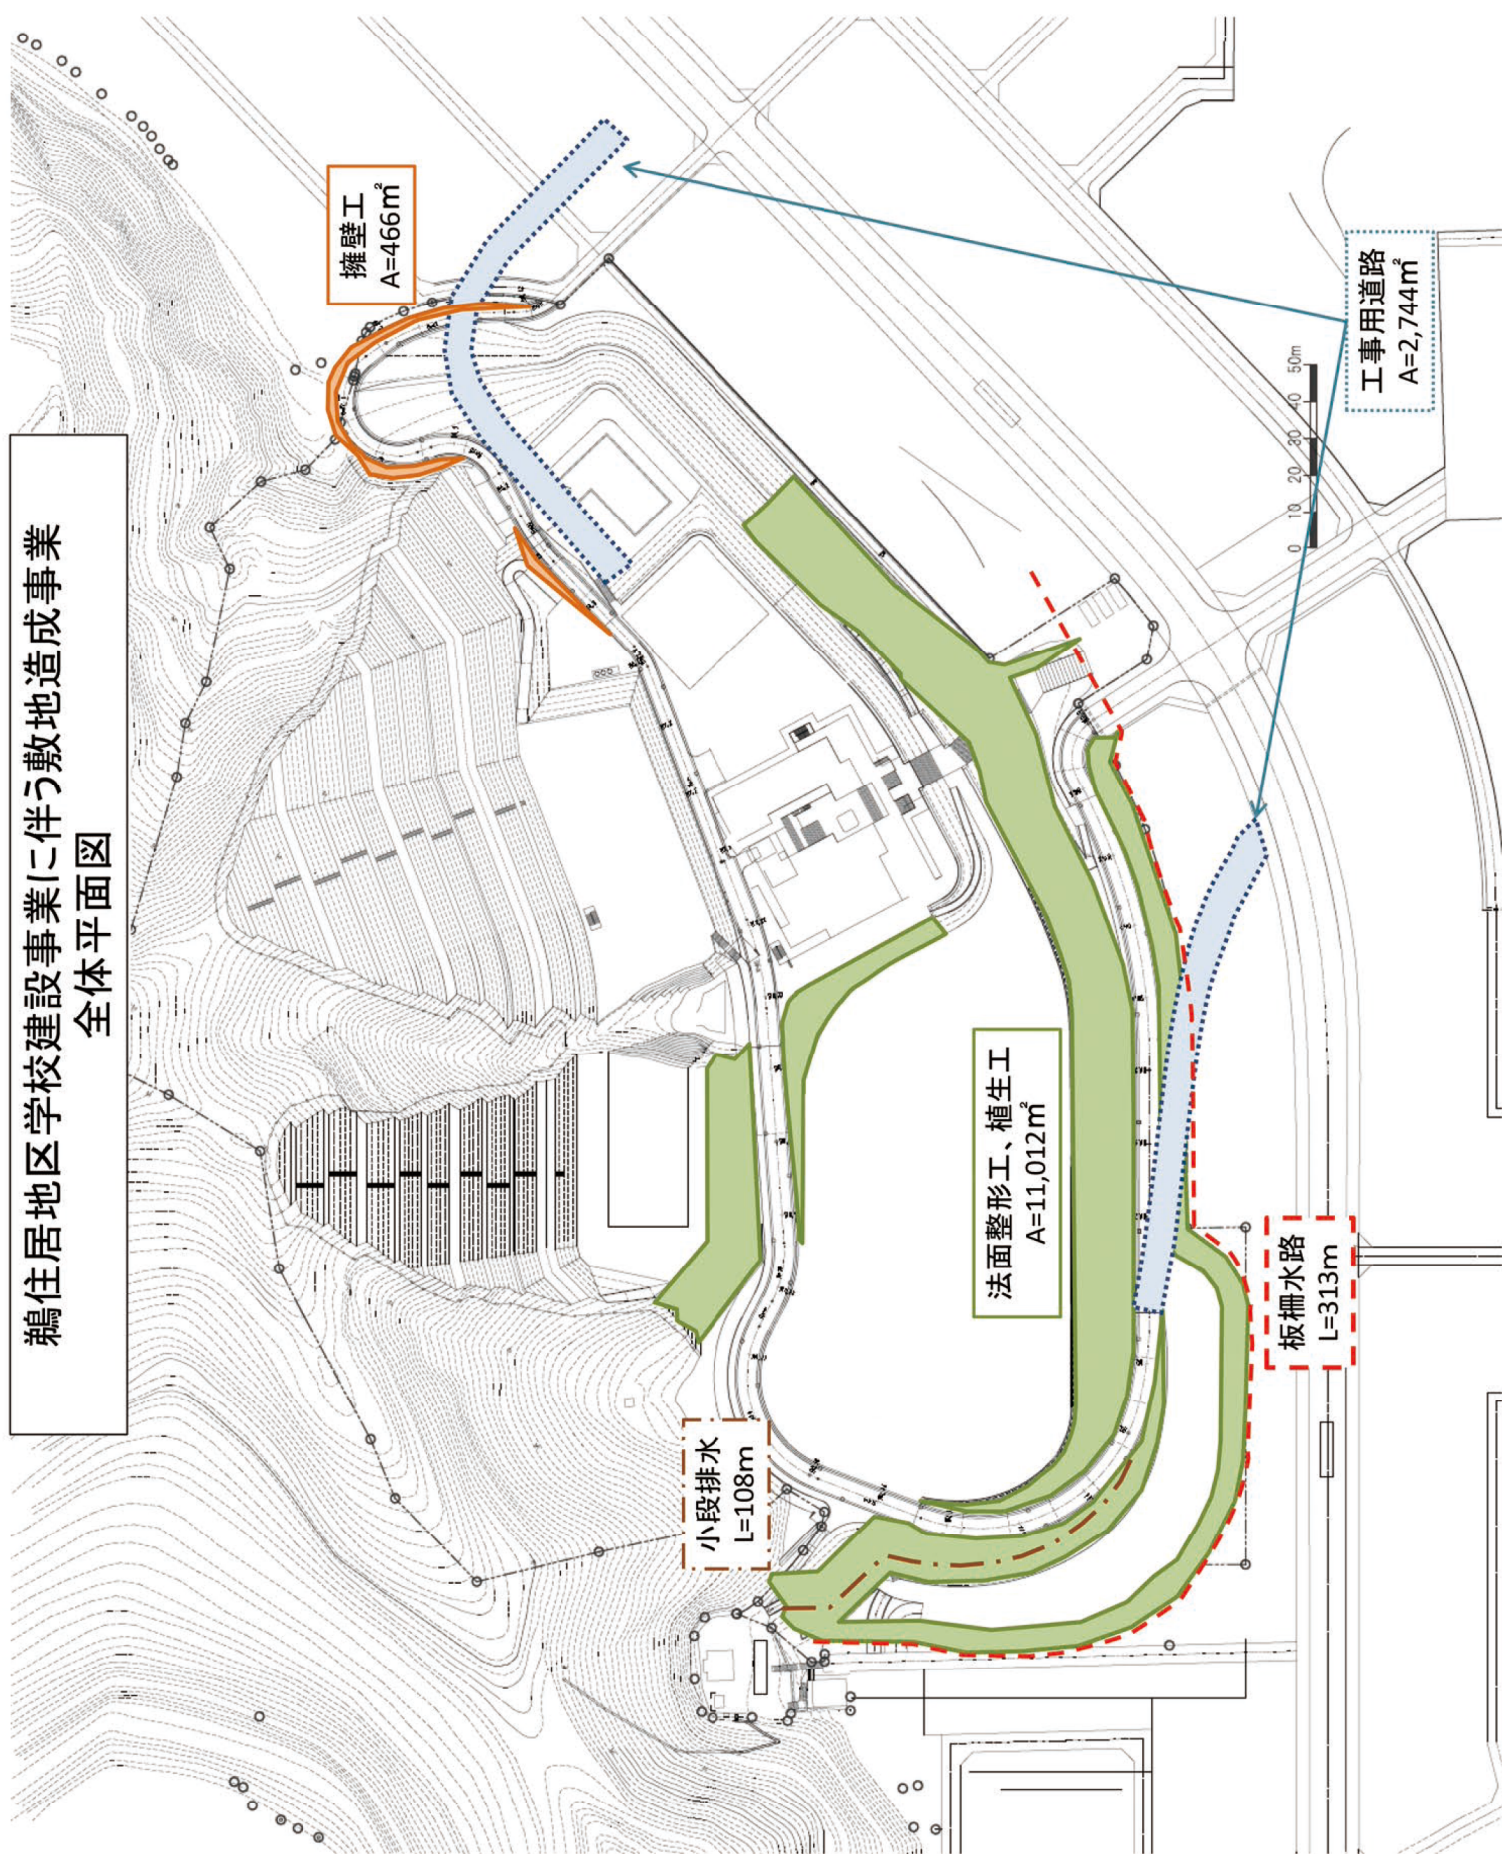 鵜住居地区学校建設事業に伴う敷地造成事業
全体平面図
擁壁工
A=466㎡
工事用道路
A=2,744㎡
0 10 20 30 40 50m
法面整形工、植生工
A=11,012㎡
板柵水路
L=313m
小段排水
L=108m